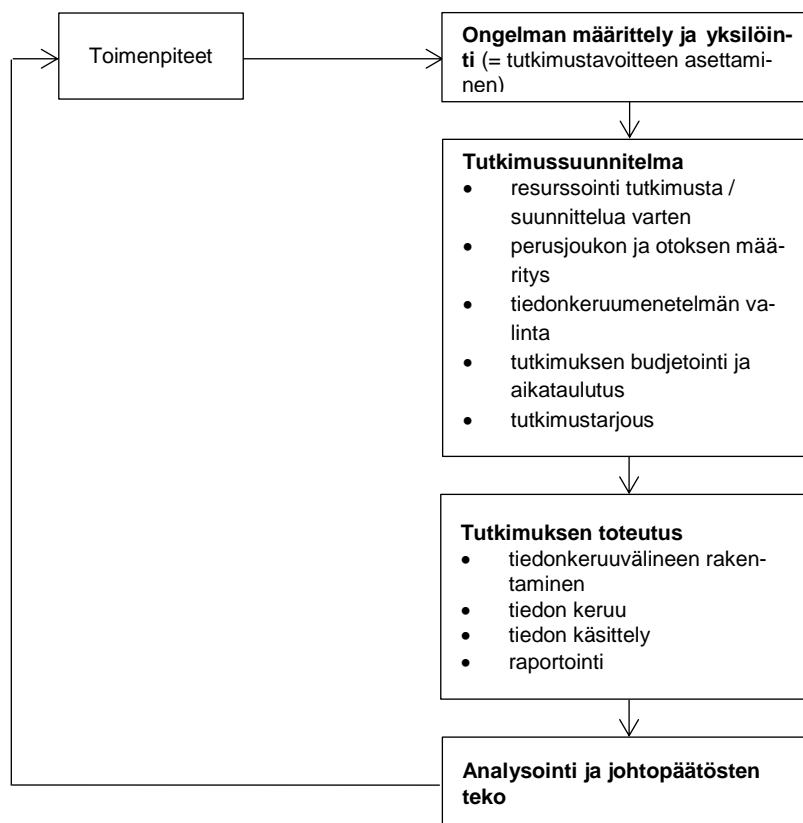 Toimenpiteet
Ongelman määrittely ja yksilöin-
ti (= tutkimustavoitteen asettami-
nen)
Tutkimussuunnitelma
• resurssointi tutkimusta /
suunnittelua varten
• perusjoukon ja otoksen mää-
ritys
• tiedonkeruumenetelmän va-
linta
• tutkimuksen budjetointi ja
aikataulutus
• tutkimustarjous
Tutkimuksen toteutus
• tiedonkeruuvälineen raken-
taminen
• tiedon keruu
• tiedon käsittely
• raportointi
Analysointi ja johtopäätösten
teko